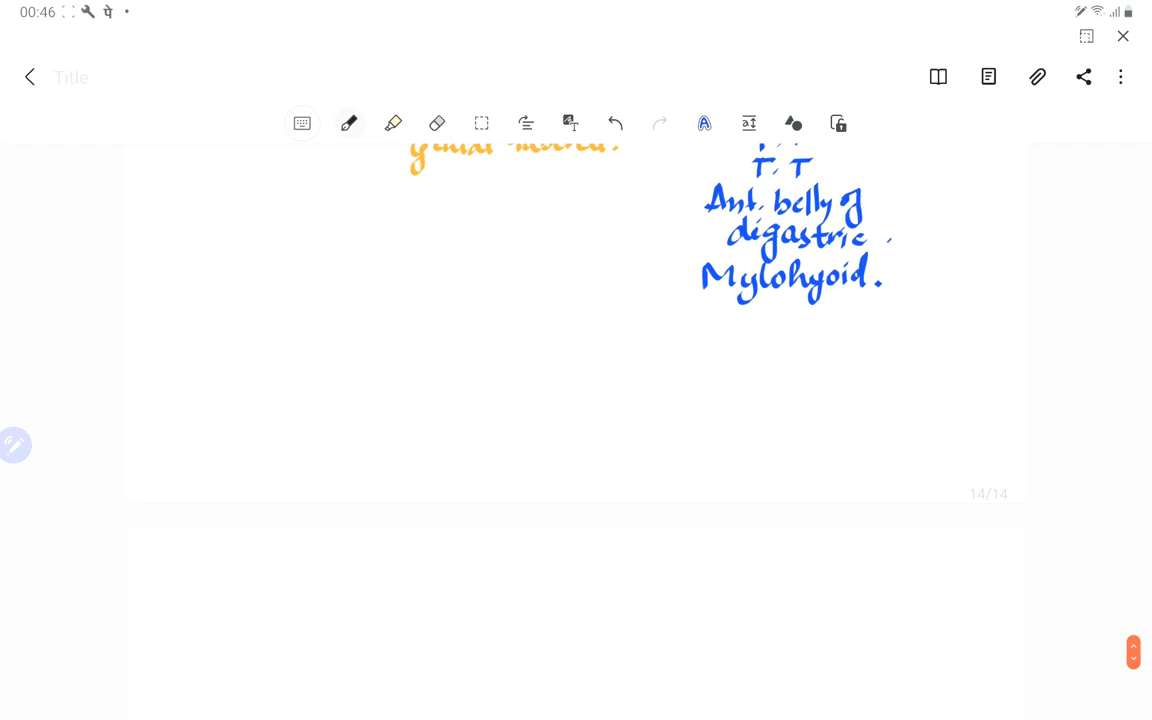 00:46 पे
Title
T. T
Ant. belly of
digastric.
Mylohyoid.
14/14